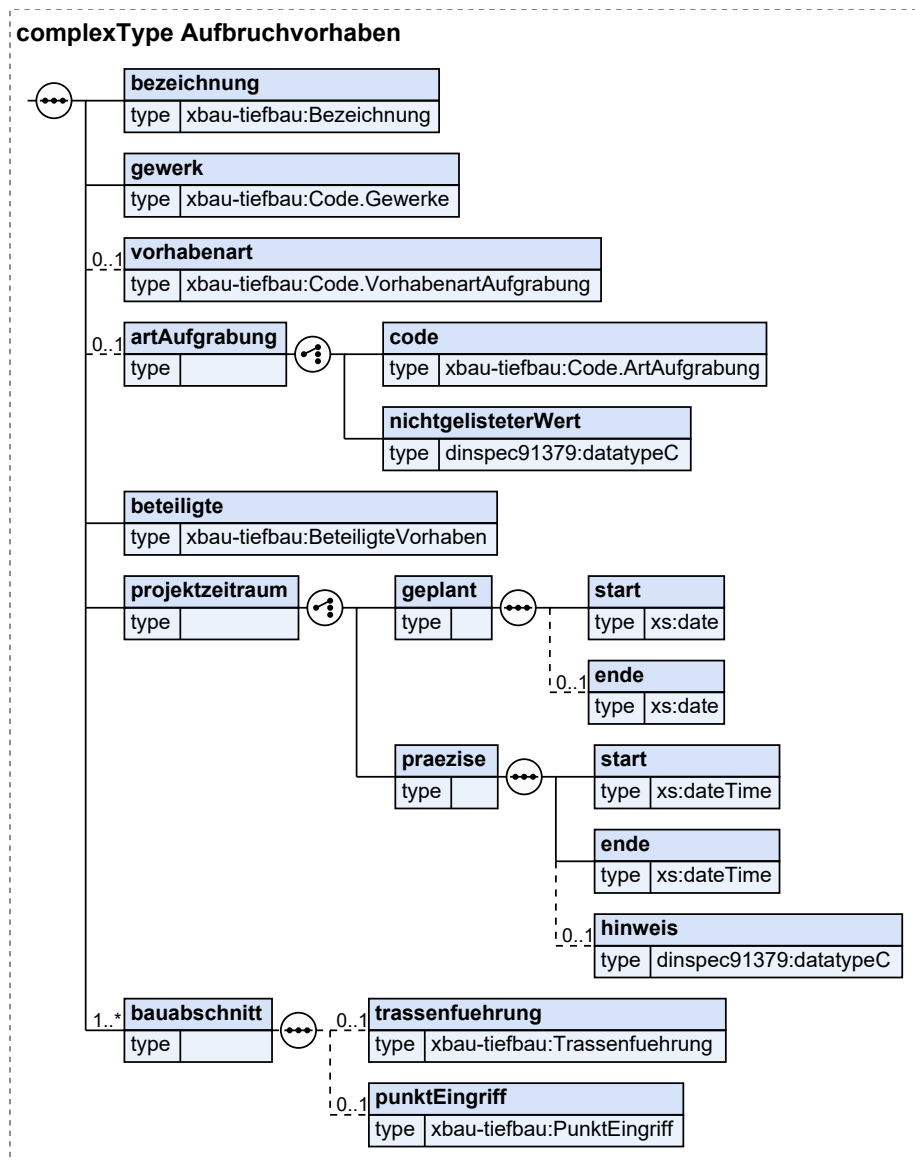 complexType Aufbruchvorhaben
bezeichnung
type xbau-tiefbau:Bezeichnung
gewerk
type xbau-tiefbau:Code.Gewerke
0..1 vorhabenart
type xbau-tiefbau:Code.VorhabenartAufgrabung
0..1 artAufgrabung
type
code
type xbau-tiefbau:Code.ArtAufgrabung
nichtgelisteterWert
type dinspec91379:datatypeC
beteiligte
type xbau-tiefbau:BeteiligteVorhaben
projektzeitraum
type
geplant
type
start
type xs:date
0..1 ende
type xs:date
praezise
type
start
type xs:dateTime
ende
type xs:dateTime
0..1 hinweis
type dinspec91379:datatypeC
1..* bauabschnitt
type
0..1 trassenfuehrung
type xbau-tiefbau:Trassenfuehrung
0..1 punktEingriff
type xbau-tiefbau:PunktEingriff